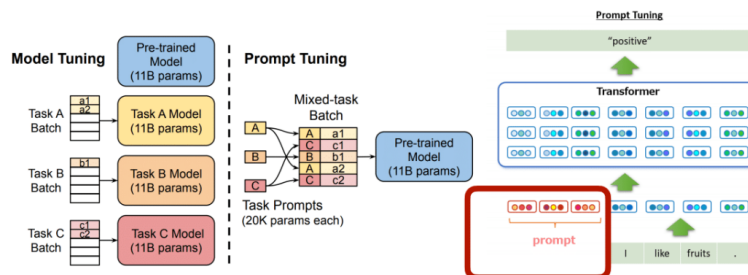 Model Tuning
Pre-trained
Model
(11B params)
Task A
Batch
a1
a2
Task A Model
(11B params)
Task B
Batch
b1
Task B Model
(11B params)
Task C
Batch
c1
c2
Task C Model
(11B params)
Prompt Tuning
Mixed-task
Batch
A
B
C
A a1
C c1
B b1
A a2
C c2
Pre-trained
Model
(11B params)
Task Prompts
(20K params each)
Prompt Tuning
"positive"
Transformer
prompt
I like fruits .